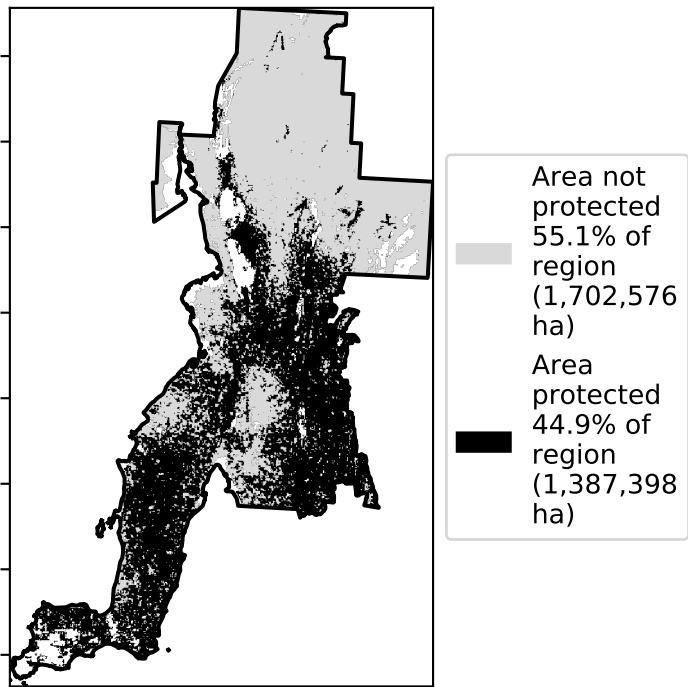 Area not
protected
55.1% of
region
(1,702,576
ha)
Area
protected
44.9% of
region
(1,387,398
ha)